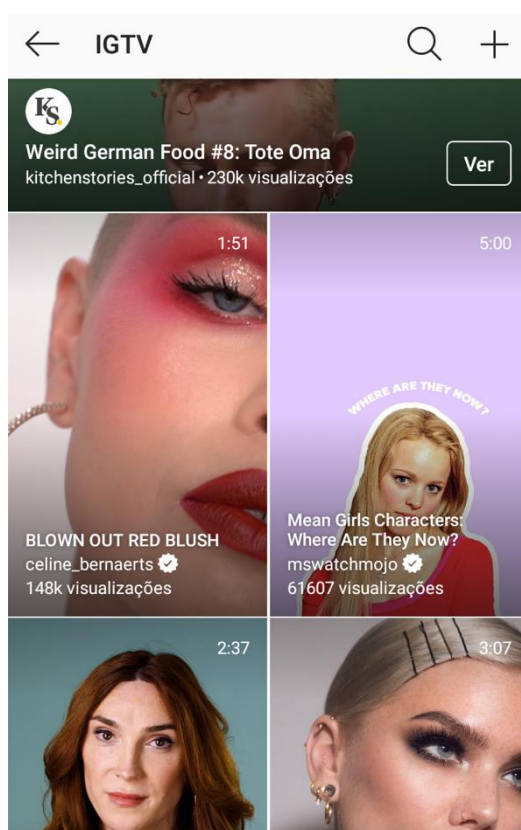 IGTV
KS
Weird German Food #8: Tote Oma
kitchenstories_official • 230k visualizações
Ver
1:51
BLOWN OUT RED BLUSH
celine_bernaerts
148k visualizações
5:00
WHERE ARE THEY NOW?
Mean Girls Characters:
Where Are They Now?
mswatchmojo
61607 visualizações
2:37
3:07